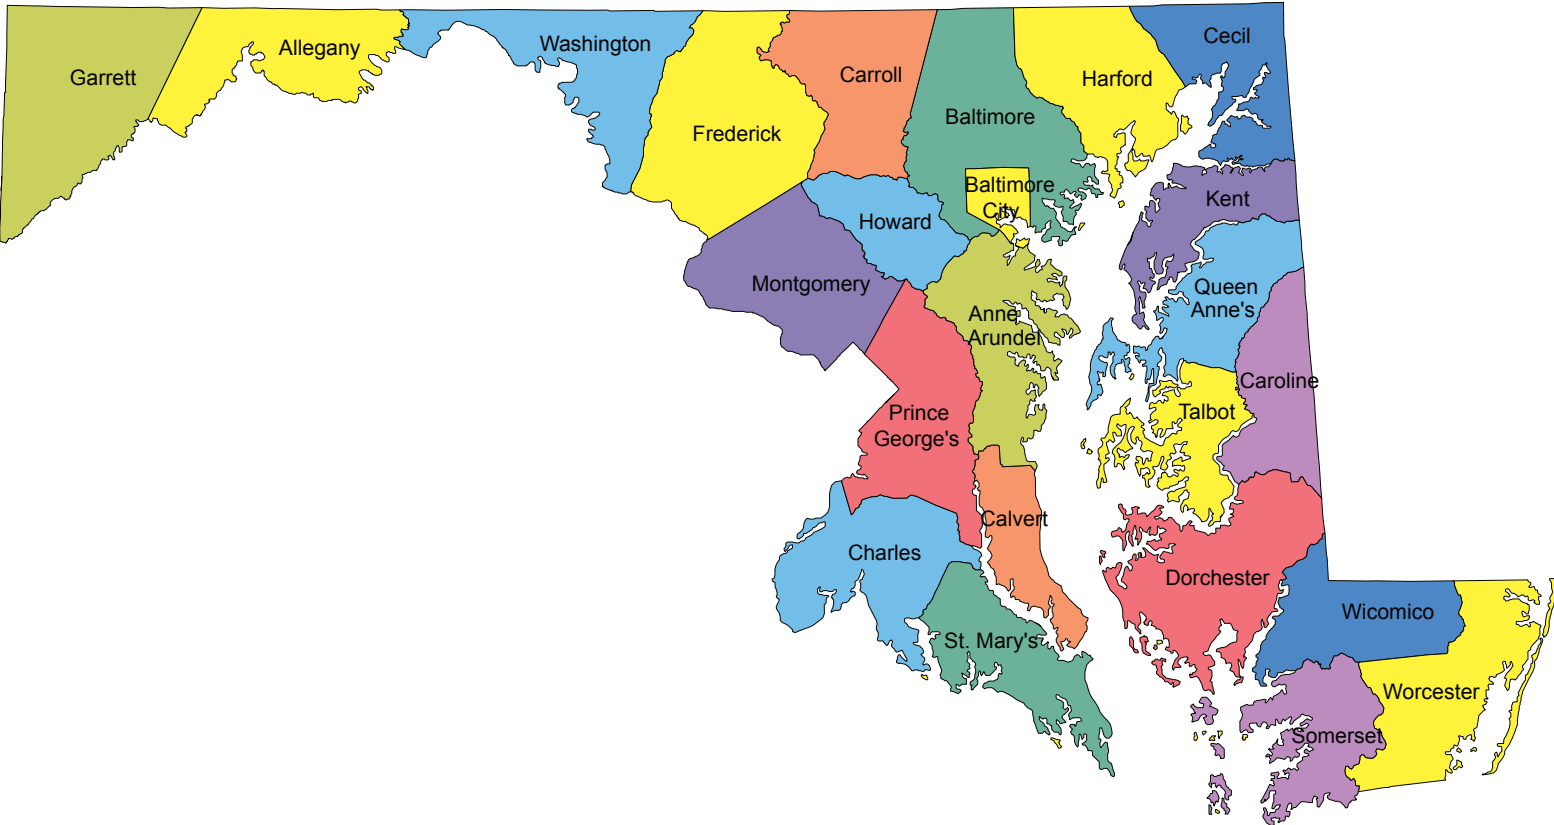 Garrett
Allegany
Washington
Frederick
Carroll
Baltimore
Harford
Cecil
Baltimore
City
Howard
Montgomery
Kent
Queen
Anne's
Anne
Arundel
Caroline
Talbot
Prince
George's
Calvert
Charles
Dorchester
Wicomico
St. Mary's
Worcester
Somerset